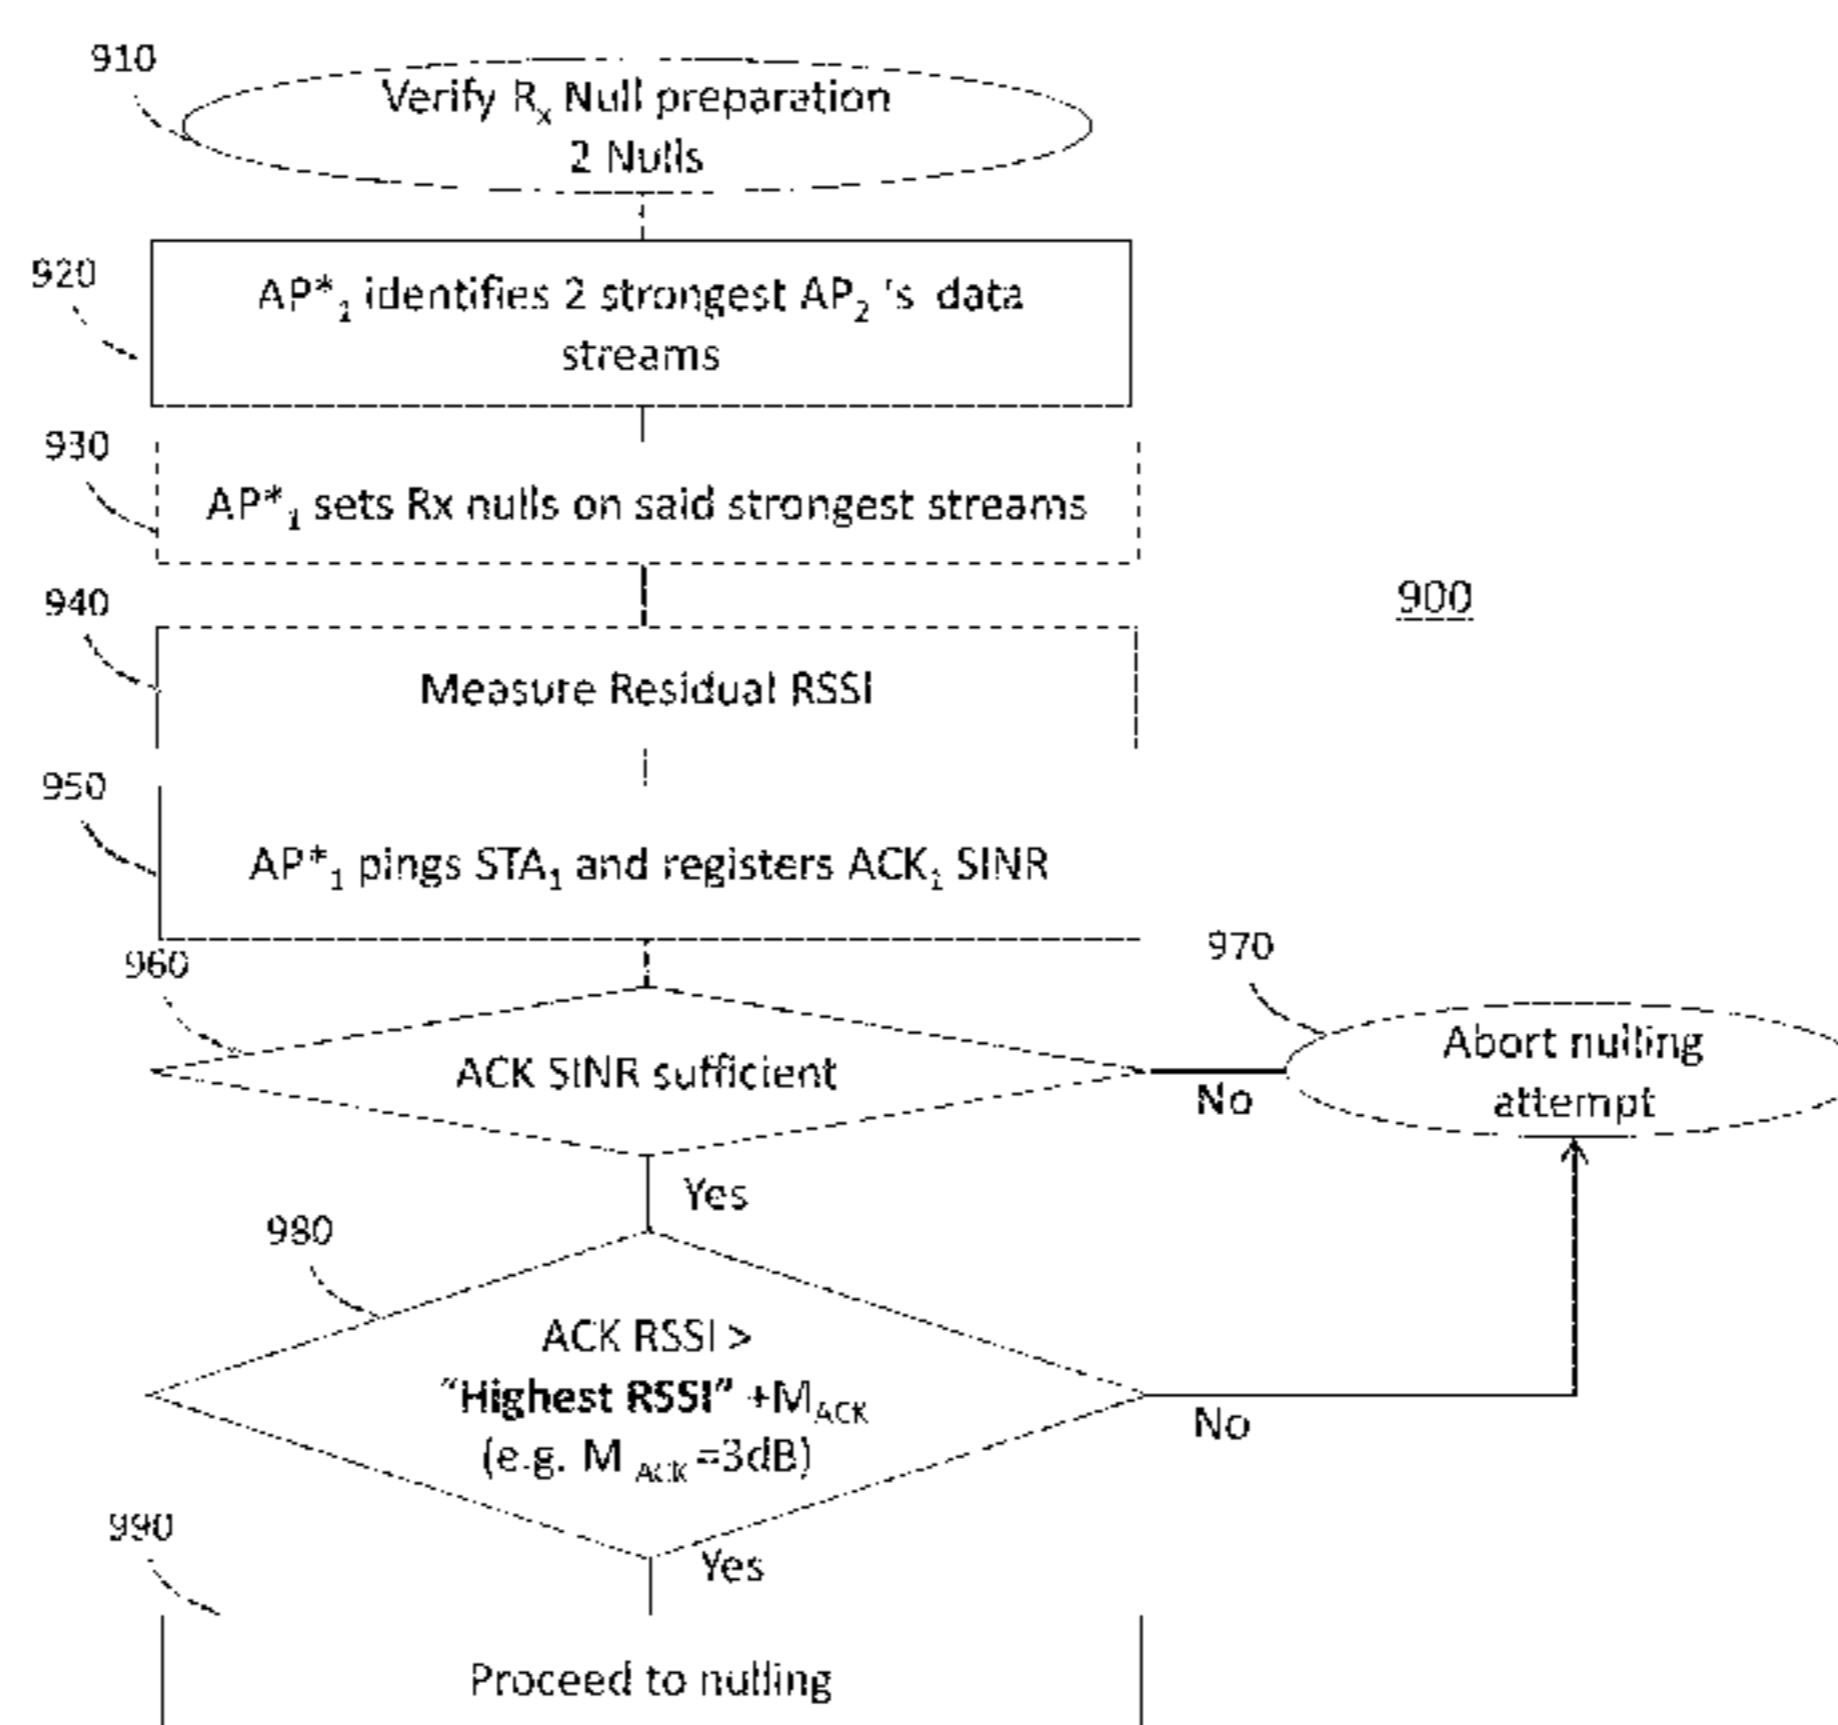 910
Verify Rx Null preparation
2 Nulls
920
AP*1 identifies 2 strongest AP2 's data
streams
930
AP*1 sets Rx nulls on said strongest streams
940
Measure Residual RSSI
900
950
AP*1 pings STA1 and registers ACK1 SINR
960
ACK SINR sufficient
No
970
Abort nulling
attempt
Yes
980
ACK RSSI >
"Highest RSSI" +MACK
(e.g. MACK=3dB)
No
Yes
990
Proceed to nulling